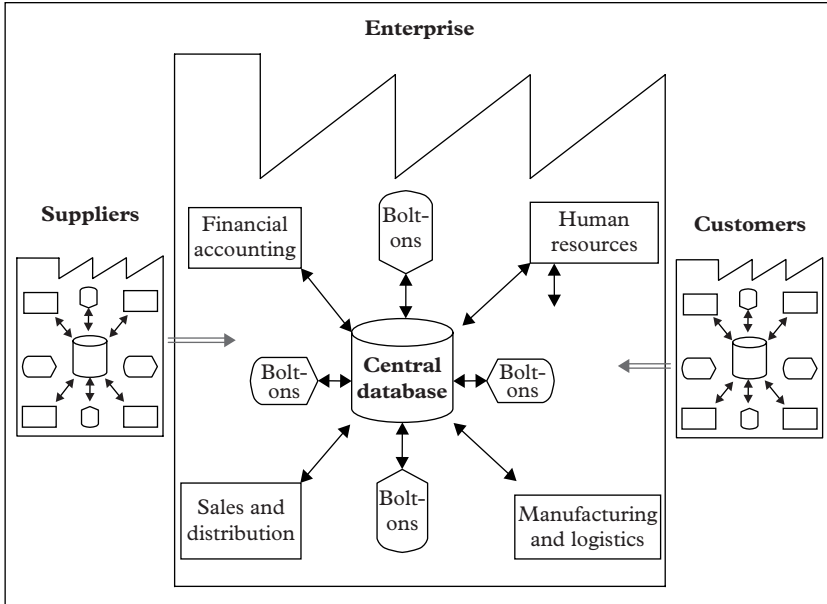 Enterprise
Suppliers
Customers
Financial
accounting
Bolt-
ons
Human
resources
Bolt-
ons
Central
database
Bolt-
ons
Sales and
distribution
Bolt-
ons
Manufacturing
and logistics